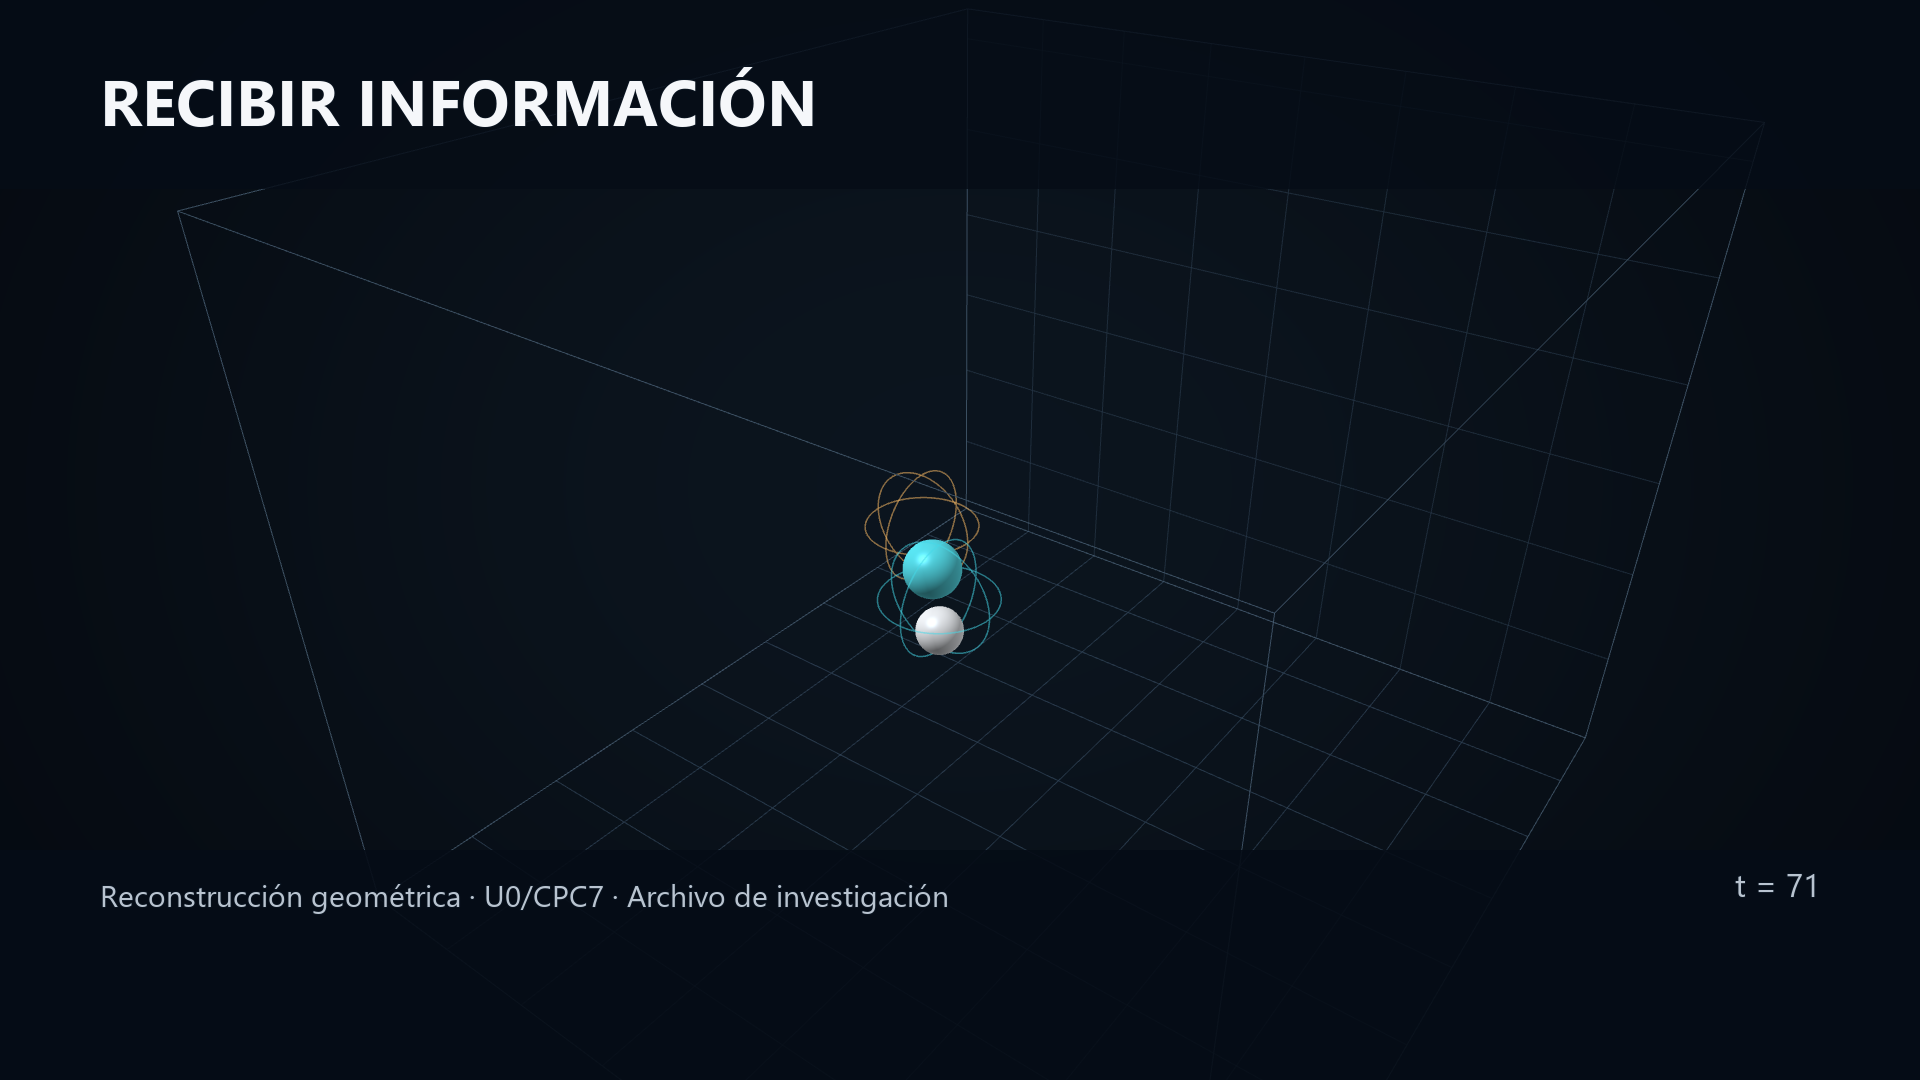 RECIBIR INFORMACIÓN
Reconstrucción geométrica · U0/CPC7 · Archivo de investigación
t = 71